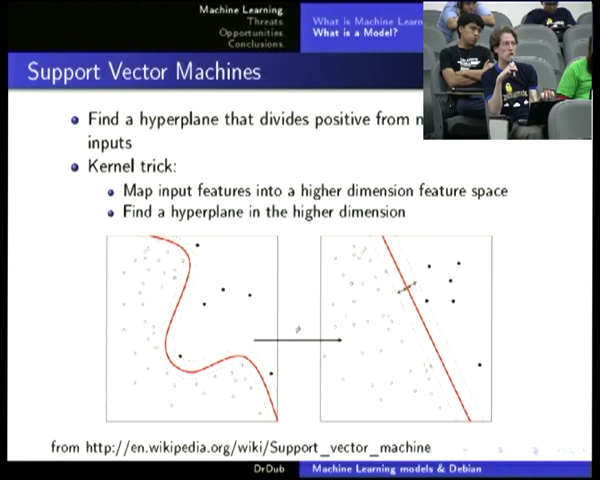 Machine Learning
Threats
Opportunities
Conclusions
What is Machine Learn
What is a Model?
Support Vector Machines
Find a hyperplane that divides positive from n
inputs
Kernel trick:
Map input features into a higher dimension feature space
Find a hyperplane in the higher dimension
from http://en.wikipedia.org/wiki/Support_vector_machine
DrDub
Machine Learning models & Debian